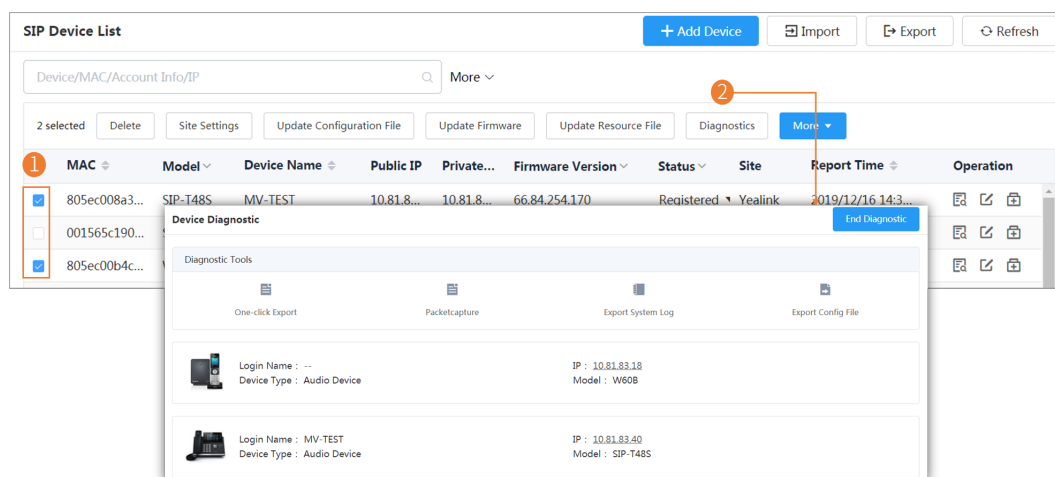 SIP Device List + Add Device Import Export Refresh
Device/MAC/Account Info/IP More
2
2 selected Delete Site Settings Update Configuration File Update Firmware Update Resource File Diagnostics More
1 MAC Model Device Name Public IP Private... Firmware Version Status Site Report Time Operation
805ec008a3... SIP-T48S MV-TEST 10.81.8... 10.81.8... 66.84.254.170 Registered Yealink 2019/12/16 14:3...
Device Diagnostic End Diagnostic
001565c190...
Diagnostic Tools
805ec00b4c...
One-click Export Packetcapture Export System Log Export Config File
Login Name : -- IP : 10.81.83.18
Device Type : Audio Device Model : W60B
Login Name : MV-TEST IP : 10.81.83.40
Device Type : Audio Device Model : SIP-T48S